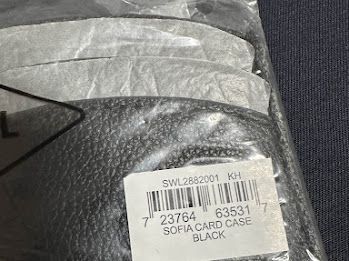 L
SWL2882001 KH
7 23764 63531 7
SOFIA CARD CASE
BLACK